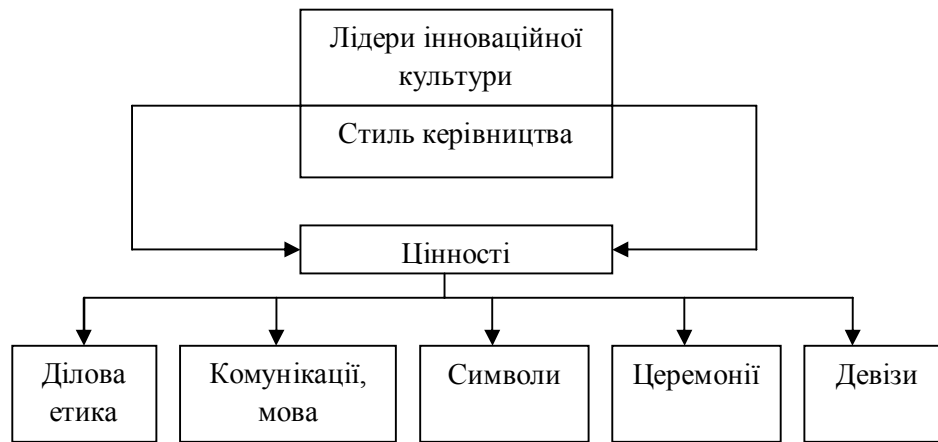 Лідери інноваційної
культури
Стиль керівництва
Цінності
Ділова
етика
Комунікації,
мова
Символи
Церемонії
Девізи